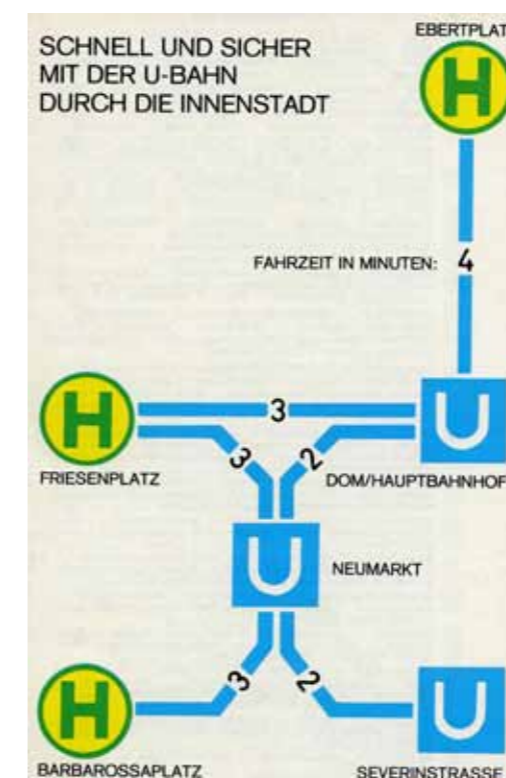 SCHNELL UND SICHER
MIT DER U-BAHN
DURCH DIE INNENSTADT
EBERTPLAT
H
FAHRZEIT IN MINUTEN: 4
H
3
U
3
2
FRIESENPLATZ
DOM/HAUPTBAHNHOF
U
NEUMARKT
3
2
H
U
BARBAROSSAPLATZ
SEVERINSTRASSE